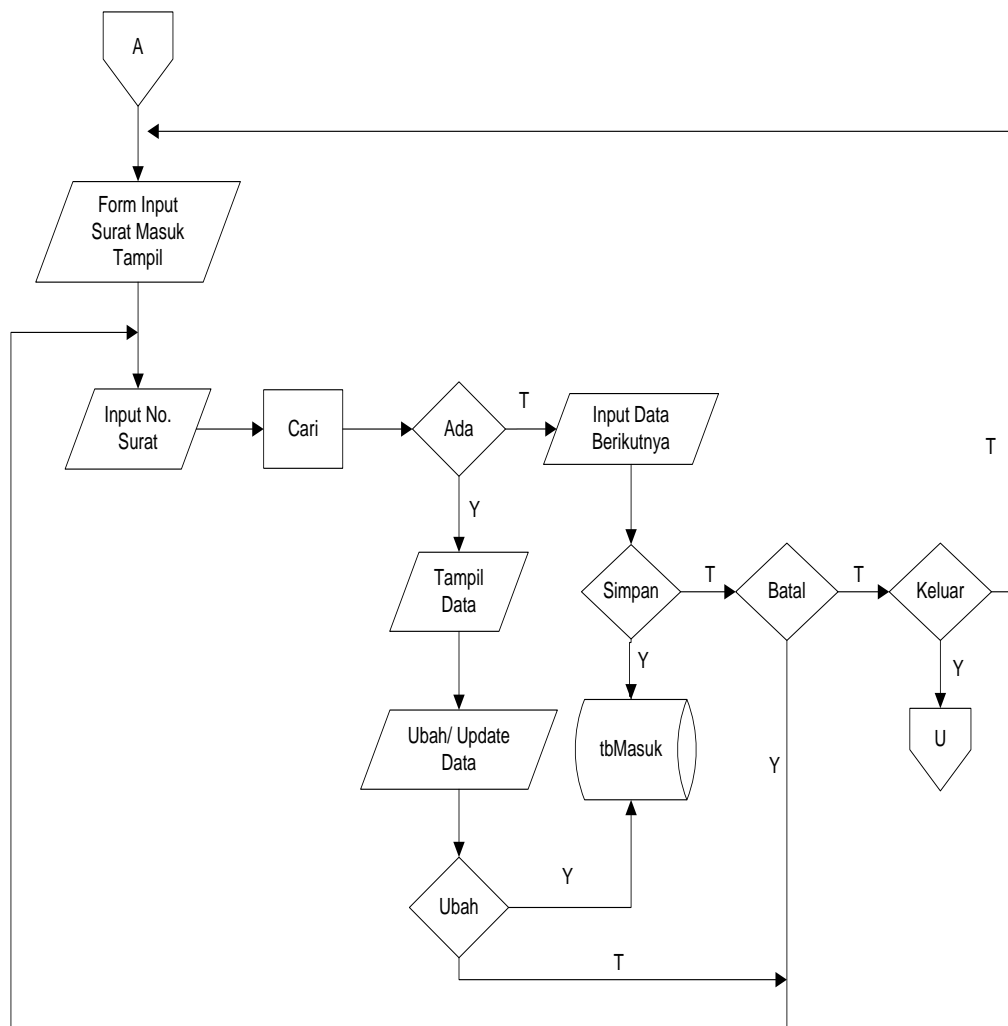 A
Form Input
Surat Masuk
Tampil
Input No.
Surat
Cari
Ada
T
Input Data
Berikutnya
T
Y
Tampil
Data
Simpan
T
Batal
T
Keluar
Y
Y
Ubah/ Update
Data
tbMasuk
Y
U
Ubah
Y
T